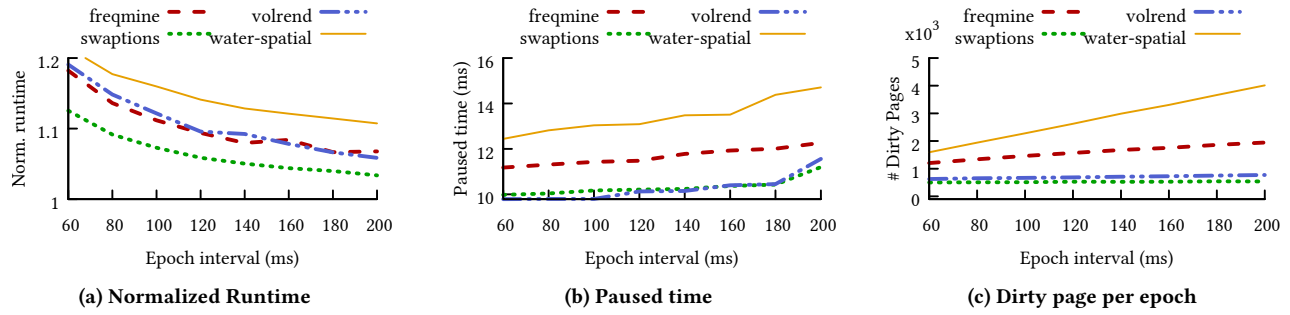 freqmine volrend
swaptions water-spatial
Norm. runtime
1.2
1.1
1
60 80 100 120 140 160 180 200
Epoch interval (ms)
(a) Normalized Runtime
freqmine volrend
swaptions water-spatial
Paused time (ms)
16
14
12
10
60 80 100 120 140 160 180 200
Epoch interval (ms)
(b) Paused time
freqmine volrend
swaptions water-spatial
x10³
# Dirty Pages
5
4
3
2
1
0
60 80 100 120 140 160 180 200
Epoch interval (ms)
(c) Dirty page per epoch